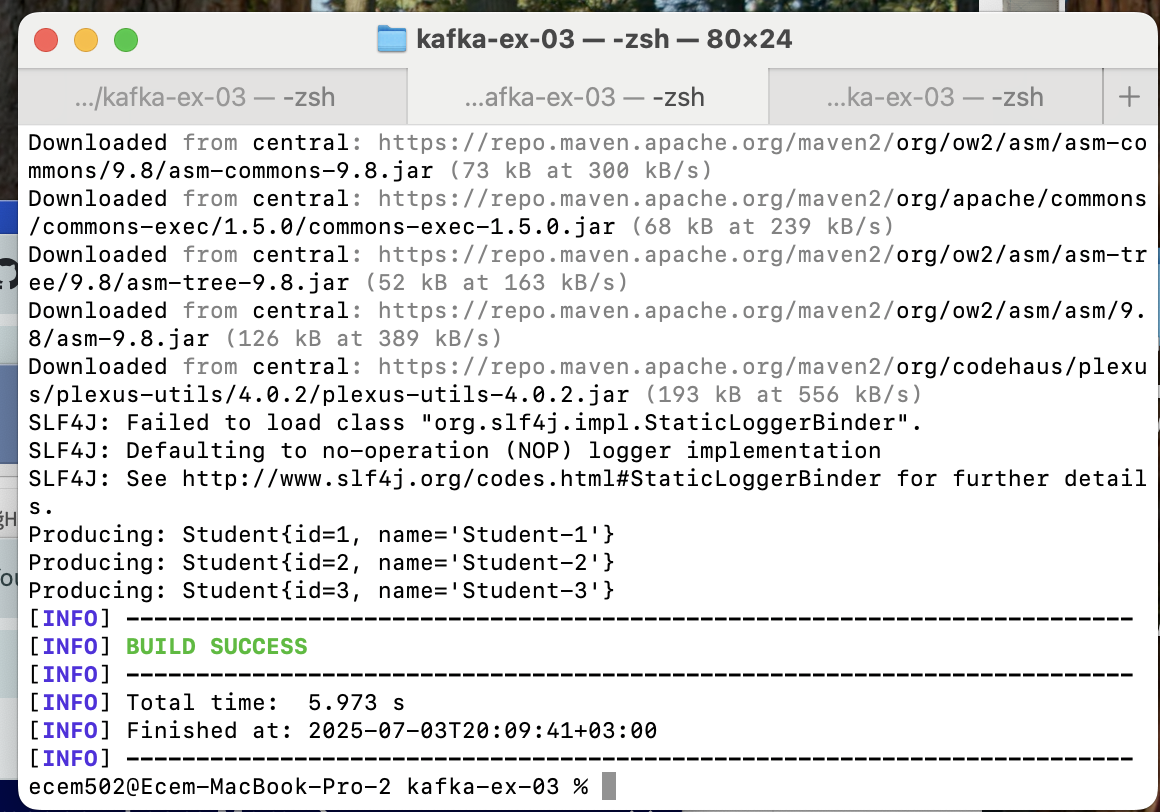 kafka-ex-03 — -zsh — 80×24
.../kafka-ex-03 — -zsh
...afka-ex-03 — -zsh
...ka-ex-03 — -zsh
+
Downloaded from central: https://repo.maven.apache.org/maven2/org/ow2/asm/asm-co
mmons/9.8/asm-commons-9.8.jar (73 kB at 300 kB/s)
Downloaded from central: https://repo.maven.apache.org/maven2/org/apache/commons
/commons-exec/1.5.0/commons-exec-1.5.0.jar (68 kB at 239 kB/s)
Downloaded from central: https://repo.maven.apache.org/maven2/org/ow2/asm/asm-tr
ee/9.8/asm-tree-9.8.jar (52 kB at 163 kB/s)
Downloaded from central: https://repo.maven.apache.org/maven2/org/ow2/asm/asm/9.
8/asm-9.8.jar (126 kB at 389 kB/s)
Downloaded from central: https://repo.maven.apache.org/maven2/org/codehaus/plexu
s/plexus-utils/4.0.2/plexus-utils-4.0.2.jar (193 kB at 556 kB/s)
SLF4J: Failed to load class "org.slf4j.impl.StaticLoggerBinder".
SLF4J: Defaulting to no-operation (NOP) logger implementation
SLF4J: See http://www.slf4j.org/codes.html#StaticLoggerBinder for further detail
s.
Producing: Student{id=1, name='Student-1'}
Producing: Student{id=2, name='Student-2'}
Producing: Student{id=3, name='Student-3'}
[INFO] ------------------------------------------------------------------------
[INFO] BUILD SUCCESS
[INFO] ------------------------------------------------------------------------
[INFO] Total time:  5.973 s
[INFO] Finished at: 2025-07-03T20:09:41+03:00
[INFO] ------------------------------------------------------------------------
ecem502@Ecem-MacBook-Pro-2 kafka-ex-03 %